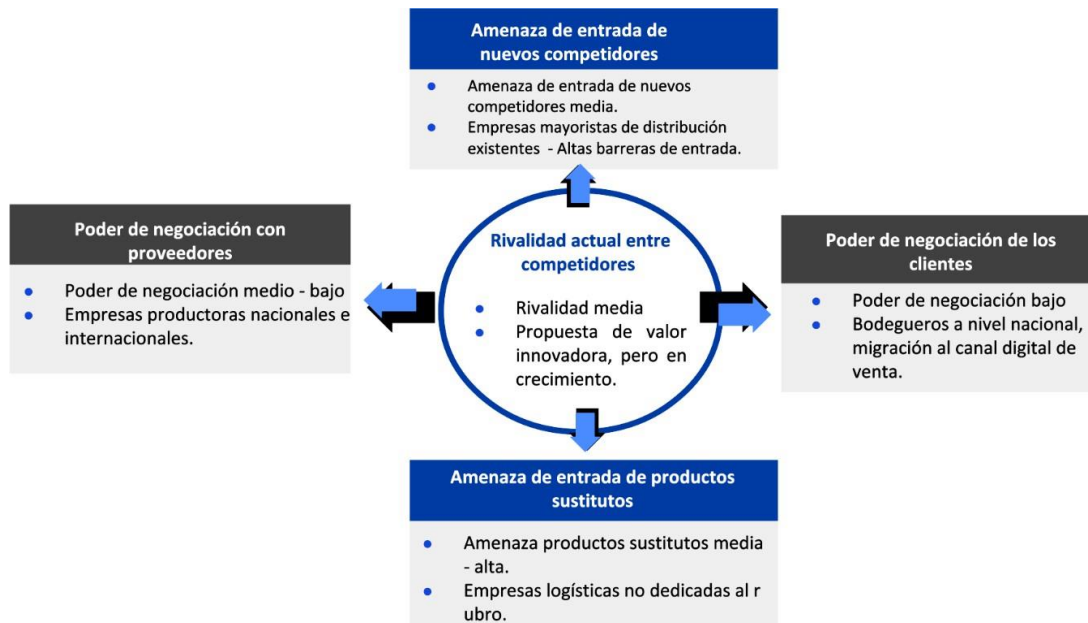 Amenaza de entrada de
nuevos competidores
● Amenaza de entrada de nuevos
competidores media.
● Empresas mayoristas de distribución
existentes - Altas barreras de entrada.
Poder de negociación con
proveedores
● Poder de negociación medio - bajo
● Empresas productoras nacionales e
internacionales.
Rivalidad actual entre
competidores
● Rivalidad media
● Propuesta de valor
innovadora, pero en
crecimiento.
Poder de negociación de los
clientes
● Poder de negociación bajo
● Bodegueros a nivel nacional,
migración al canal digital de
venta.
Amenaza de entrada de productos
sustitutos
● Amenaza productos sustitutos media
- alta.
● Empresas logísticas no dedicadas al r
ubro.